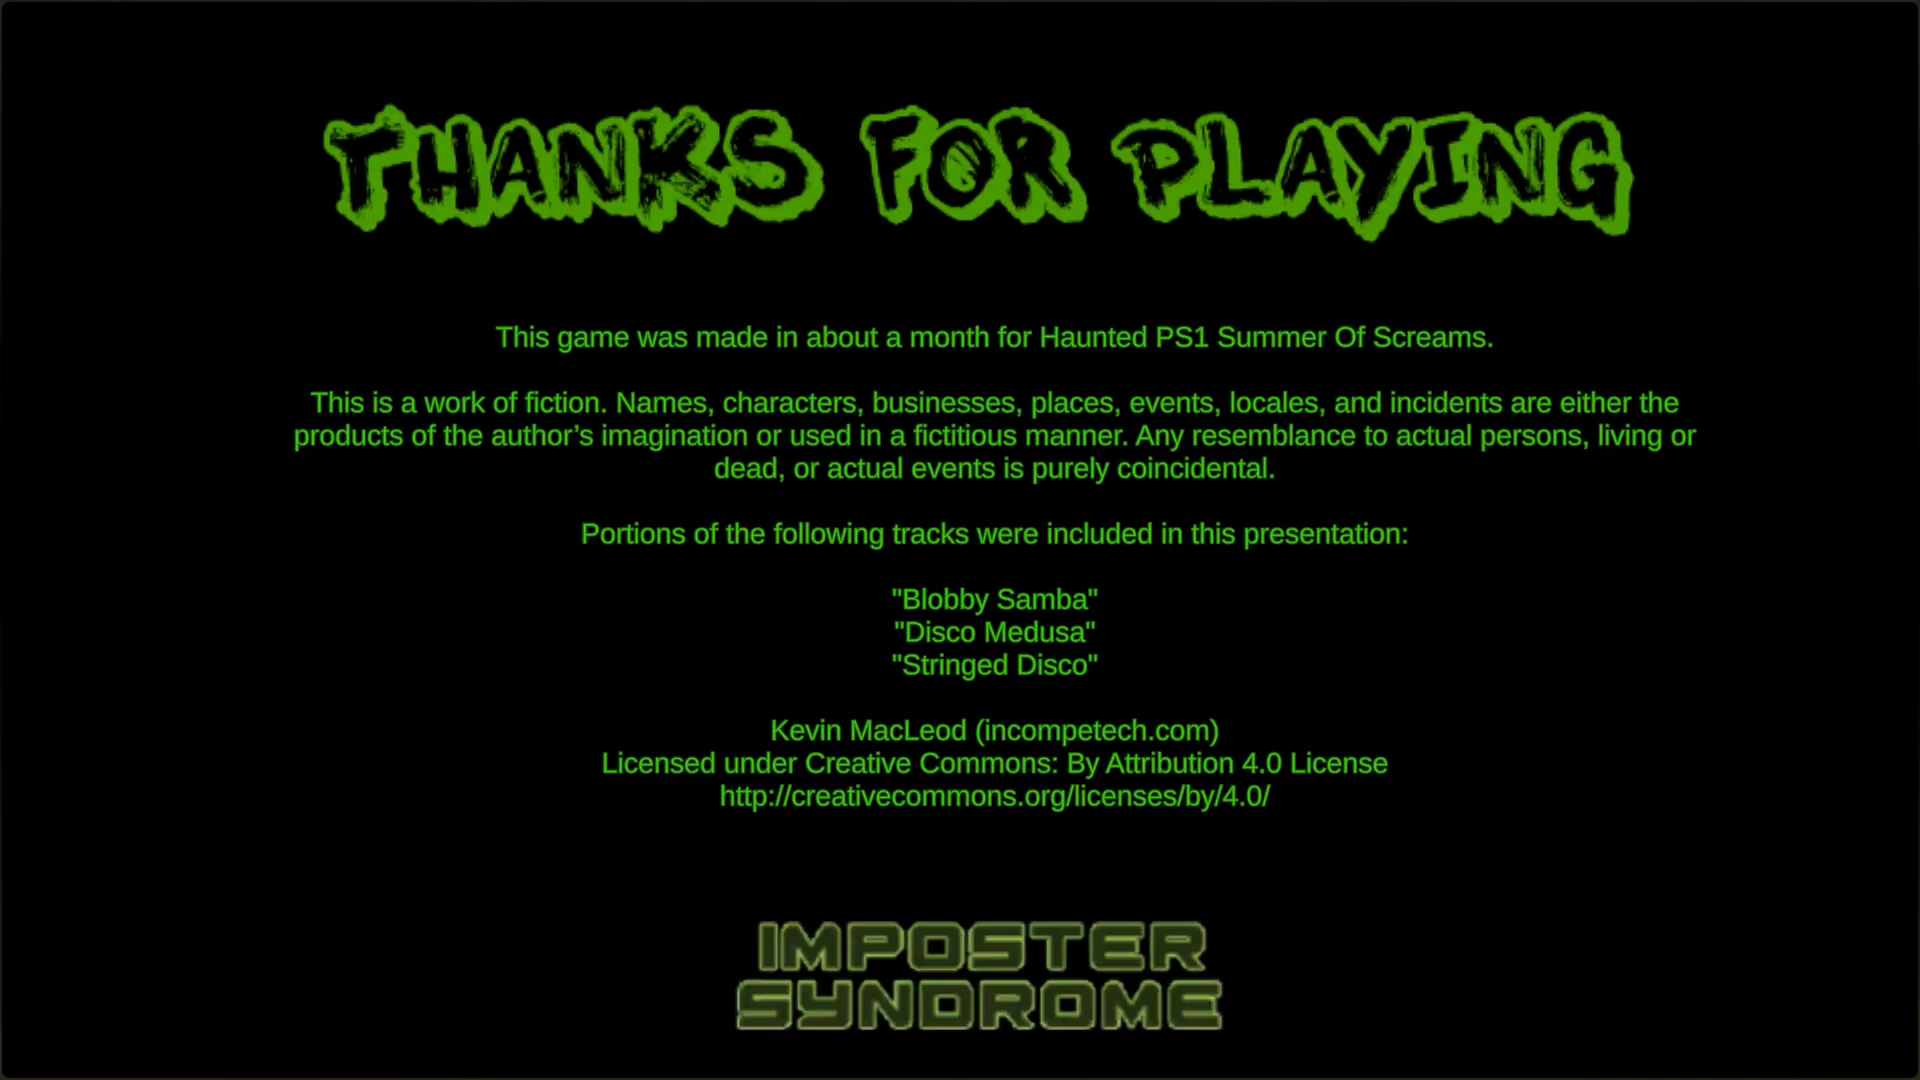 THANKS FOR PLAYING
This game was made in about a month for Haunted PS1 Summer Of Screams.
This is a work of fiction. Names, characters, businesses, places, events, locales, and incidents are either the
products of the author’s imagination or used in a fictitious manner. Any resemblance to actual persons, living or
dead, or actual events is purely coincidental.
Portions of the following tracks were included in this presentation:
"Blobby Samba"
"Disco Medusa"
"Stringed Disco"
Kevin MacLeod (incompetech.com)
Licensed under Creative Commons: By Attribution 4.0 License
http://creativecommons.org/licenses/by/4.0/
IMPOSTER
SYNDROME